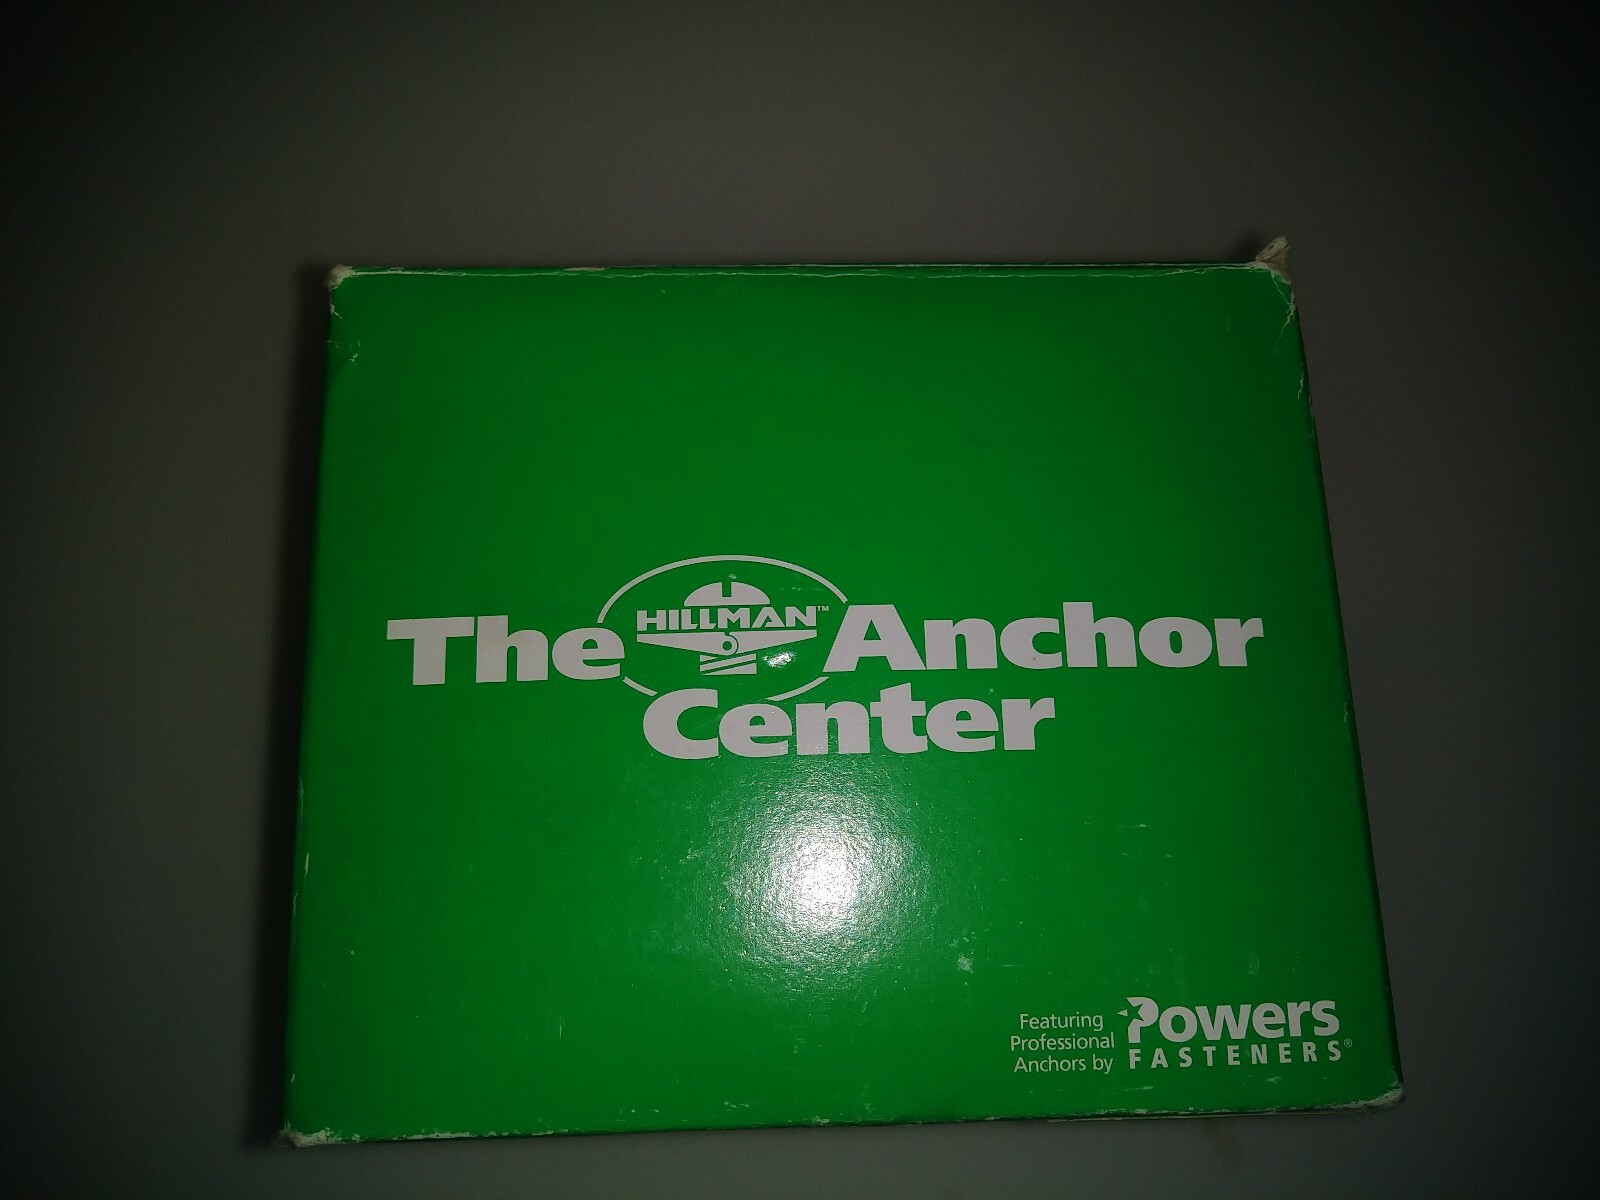 The HILLMAN™ Anchor
Center
Featuring
Professional
Anchors by
Powers
FASTENERS®